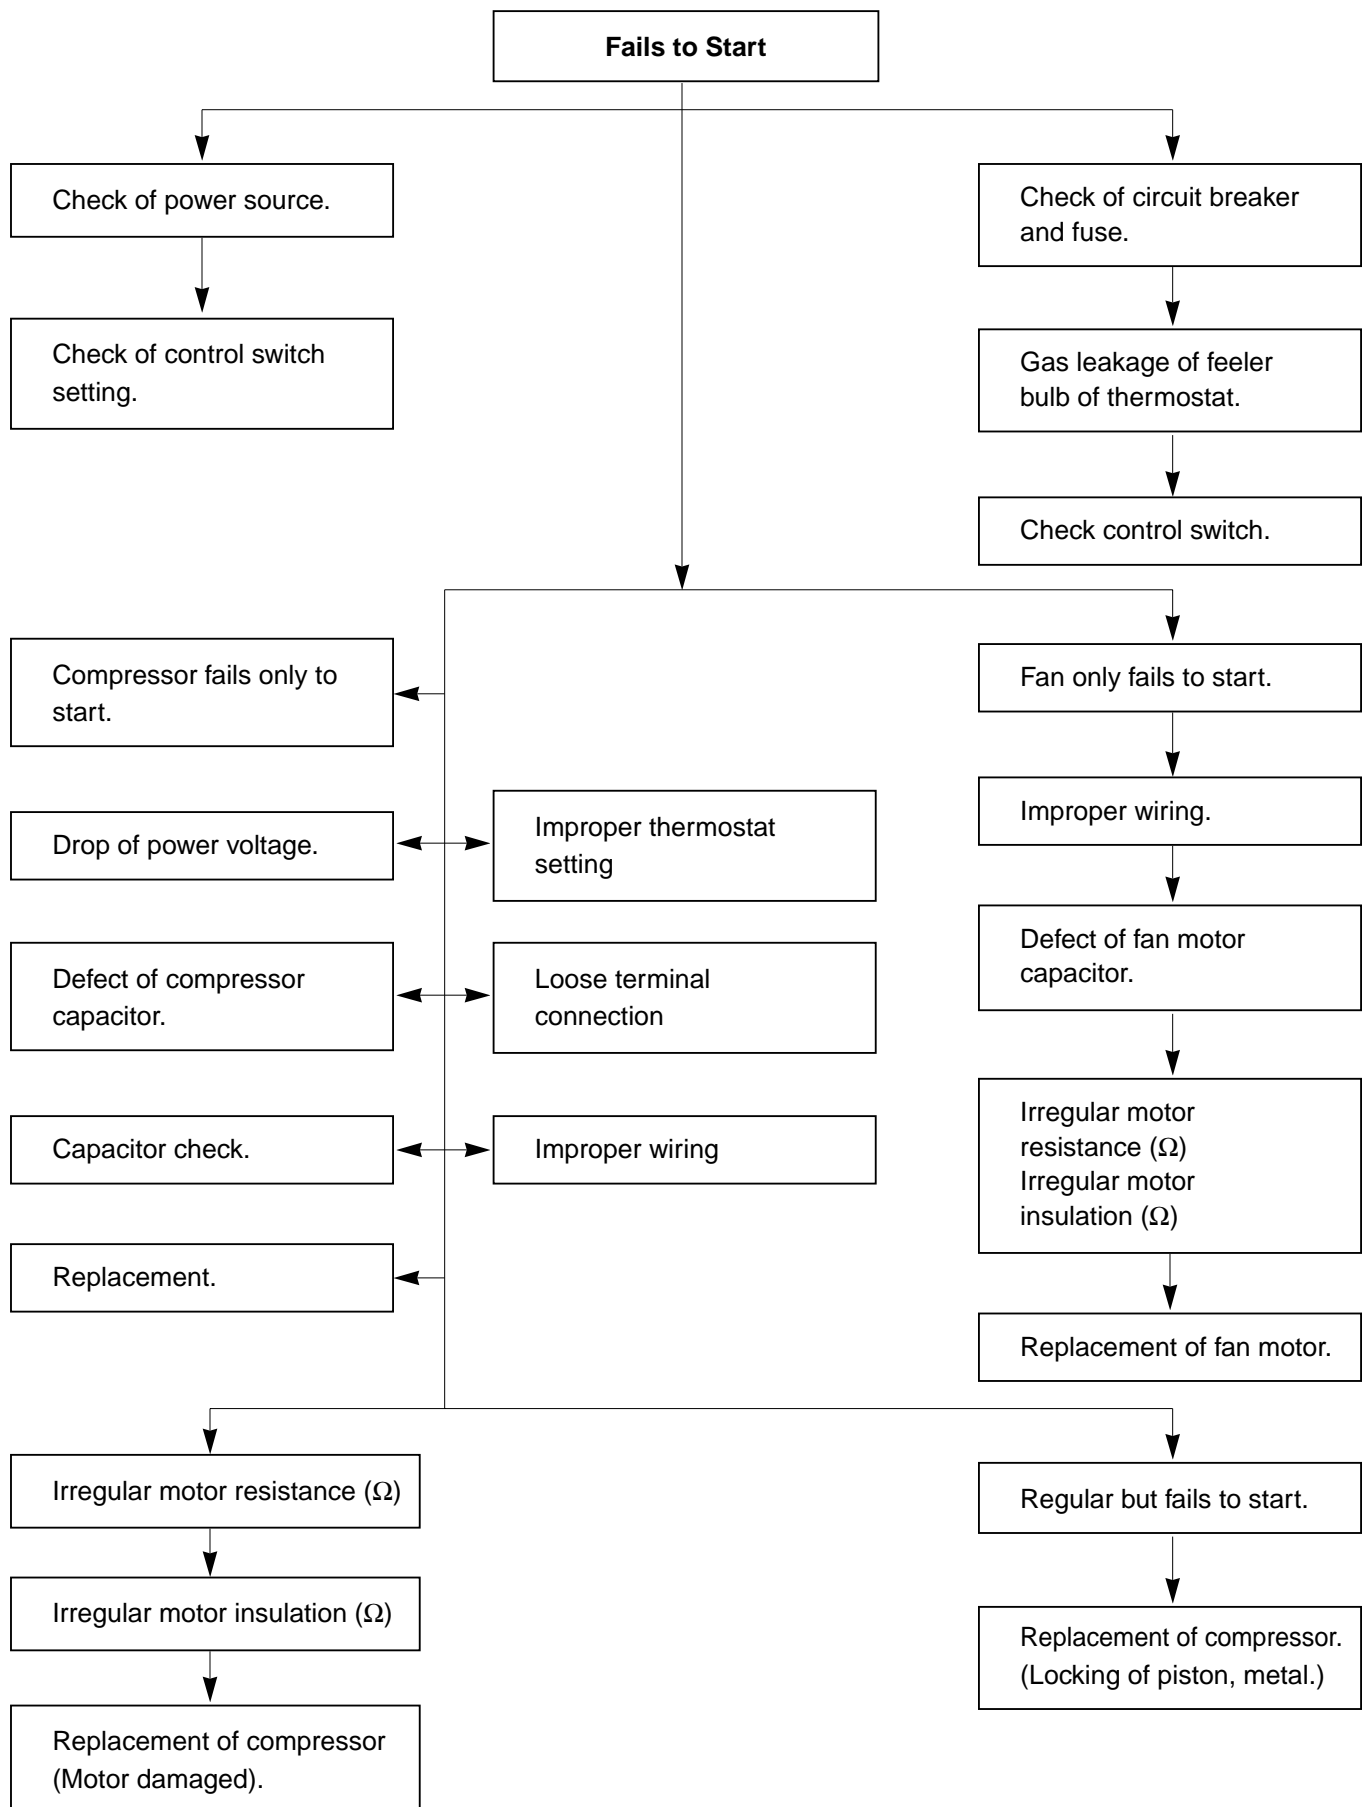 Fails to Start
Check of power source.
Check of circuit breaker
and fuse.
Check of control switch
setting.
Gas leakage of feeler
bulb of thermostat.
Check control switch.
Compressor fails only to
start.
Fan only fails to start.
Drop of power voltage.
Improper thermostat
setting
Improper wiring.
Defect of compressor
capacitor.
Loose terminal
connection
Defect of fan motor
capacitor.
Capacitor check.
Improper wiring
Irregular motor
resistance (Ω)
Irregular motor
insulation (Ω)
Replacement.
Replacement of fan motor.
Irregular motor resistance (Ω)
Regular but fails to start.
Irregular motor insulation (Ω)
Replacement of compressor.
(Locking of piston, metal.)
Replacement of compressor
(Motor damaged).